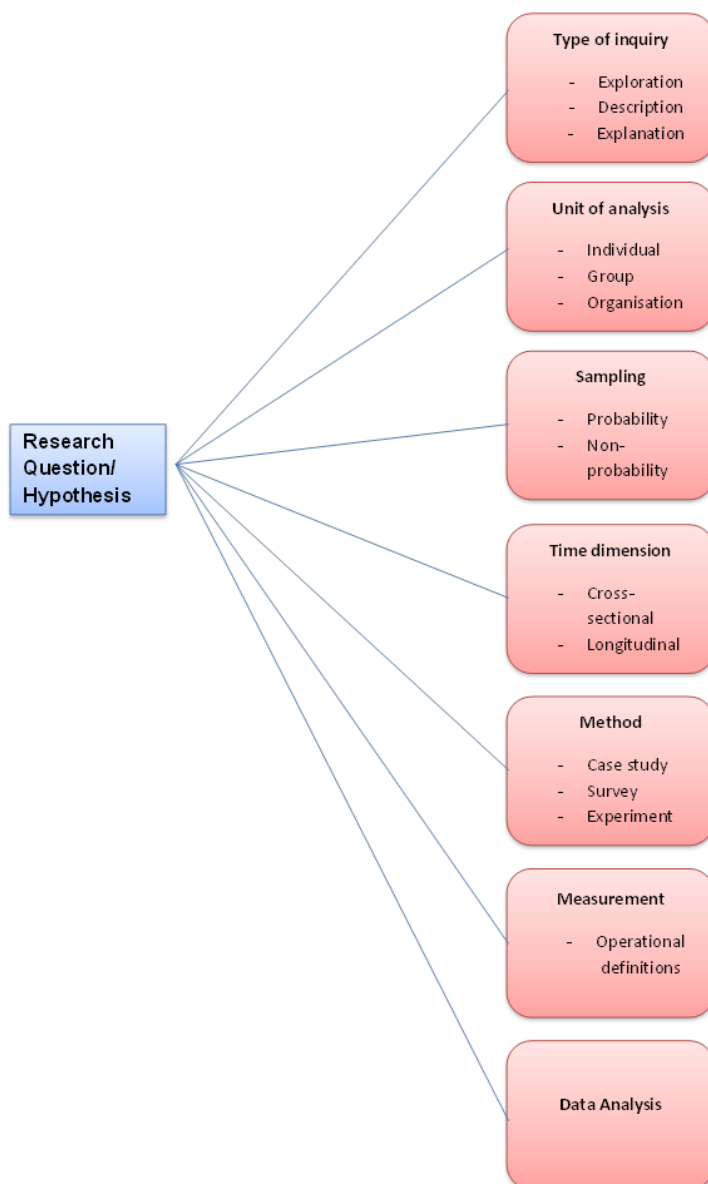 Type of inquiry
- Exploration
- Description
- Explanation
Unit of analysis
- Individual
- Group
- Organisation
Sampling
- Probability
- Non-
probability
Research
Question/
Hypothesis
Time dimension
- Cross-
sectional
- Longitudinal
Method
- Case study
- Survey
- Experiment
Measurement
- Operational
definitions
Data Analysis